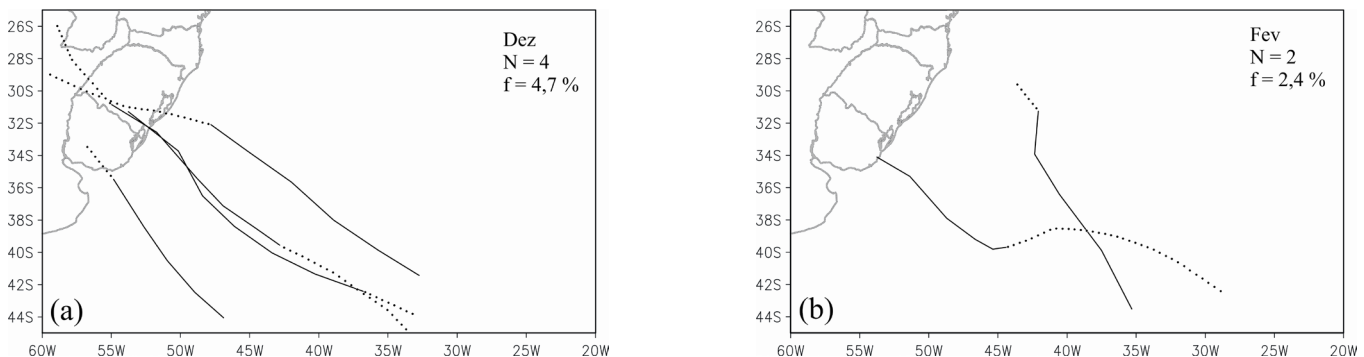 26S
28S
30S
32S
34S
36S
38S
40S
42S
44S
60W 55W 50W 45W 40W 35W 30W 25W 20W
Dez
N = 4
f = 4,7 %
(a)
26S
28S
30S
32S
34S
36S
38S
40S
42S
44S
60W 55W 50W 45W 40W 35W 30W 25W 20W
Fev
N = 2
f = 2,4 %
(b)